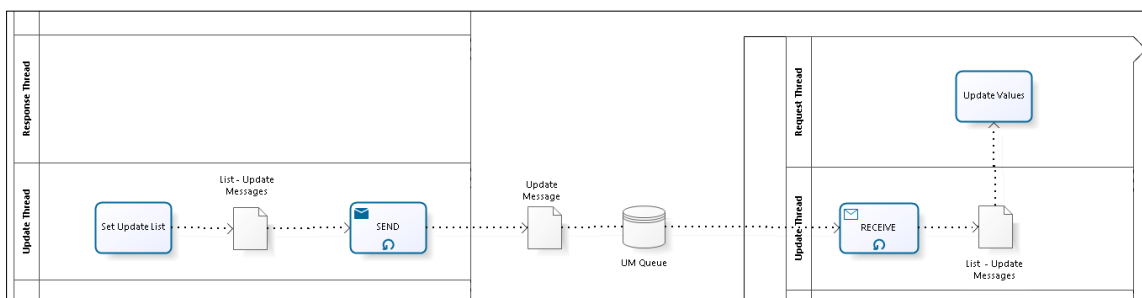 Response Thread
Update Thread
Set Update List
List - Update
Messages
SEND
Update
Message
UM Queue
Request Thread
Update-Thread
Update Values
RECEIVE
List - Update
Messages